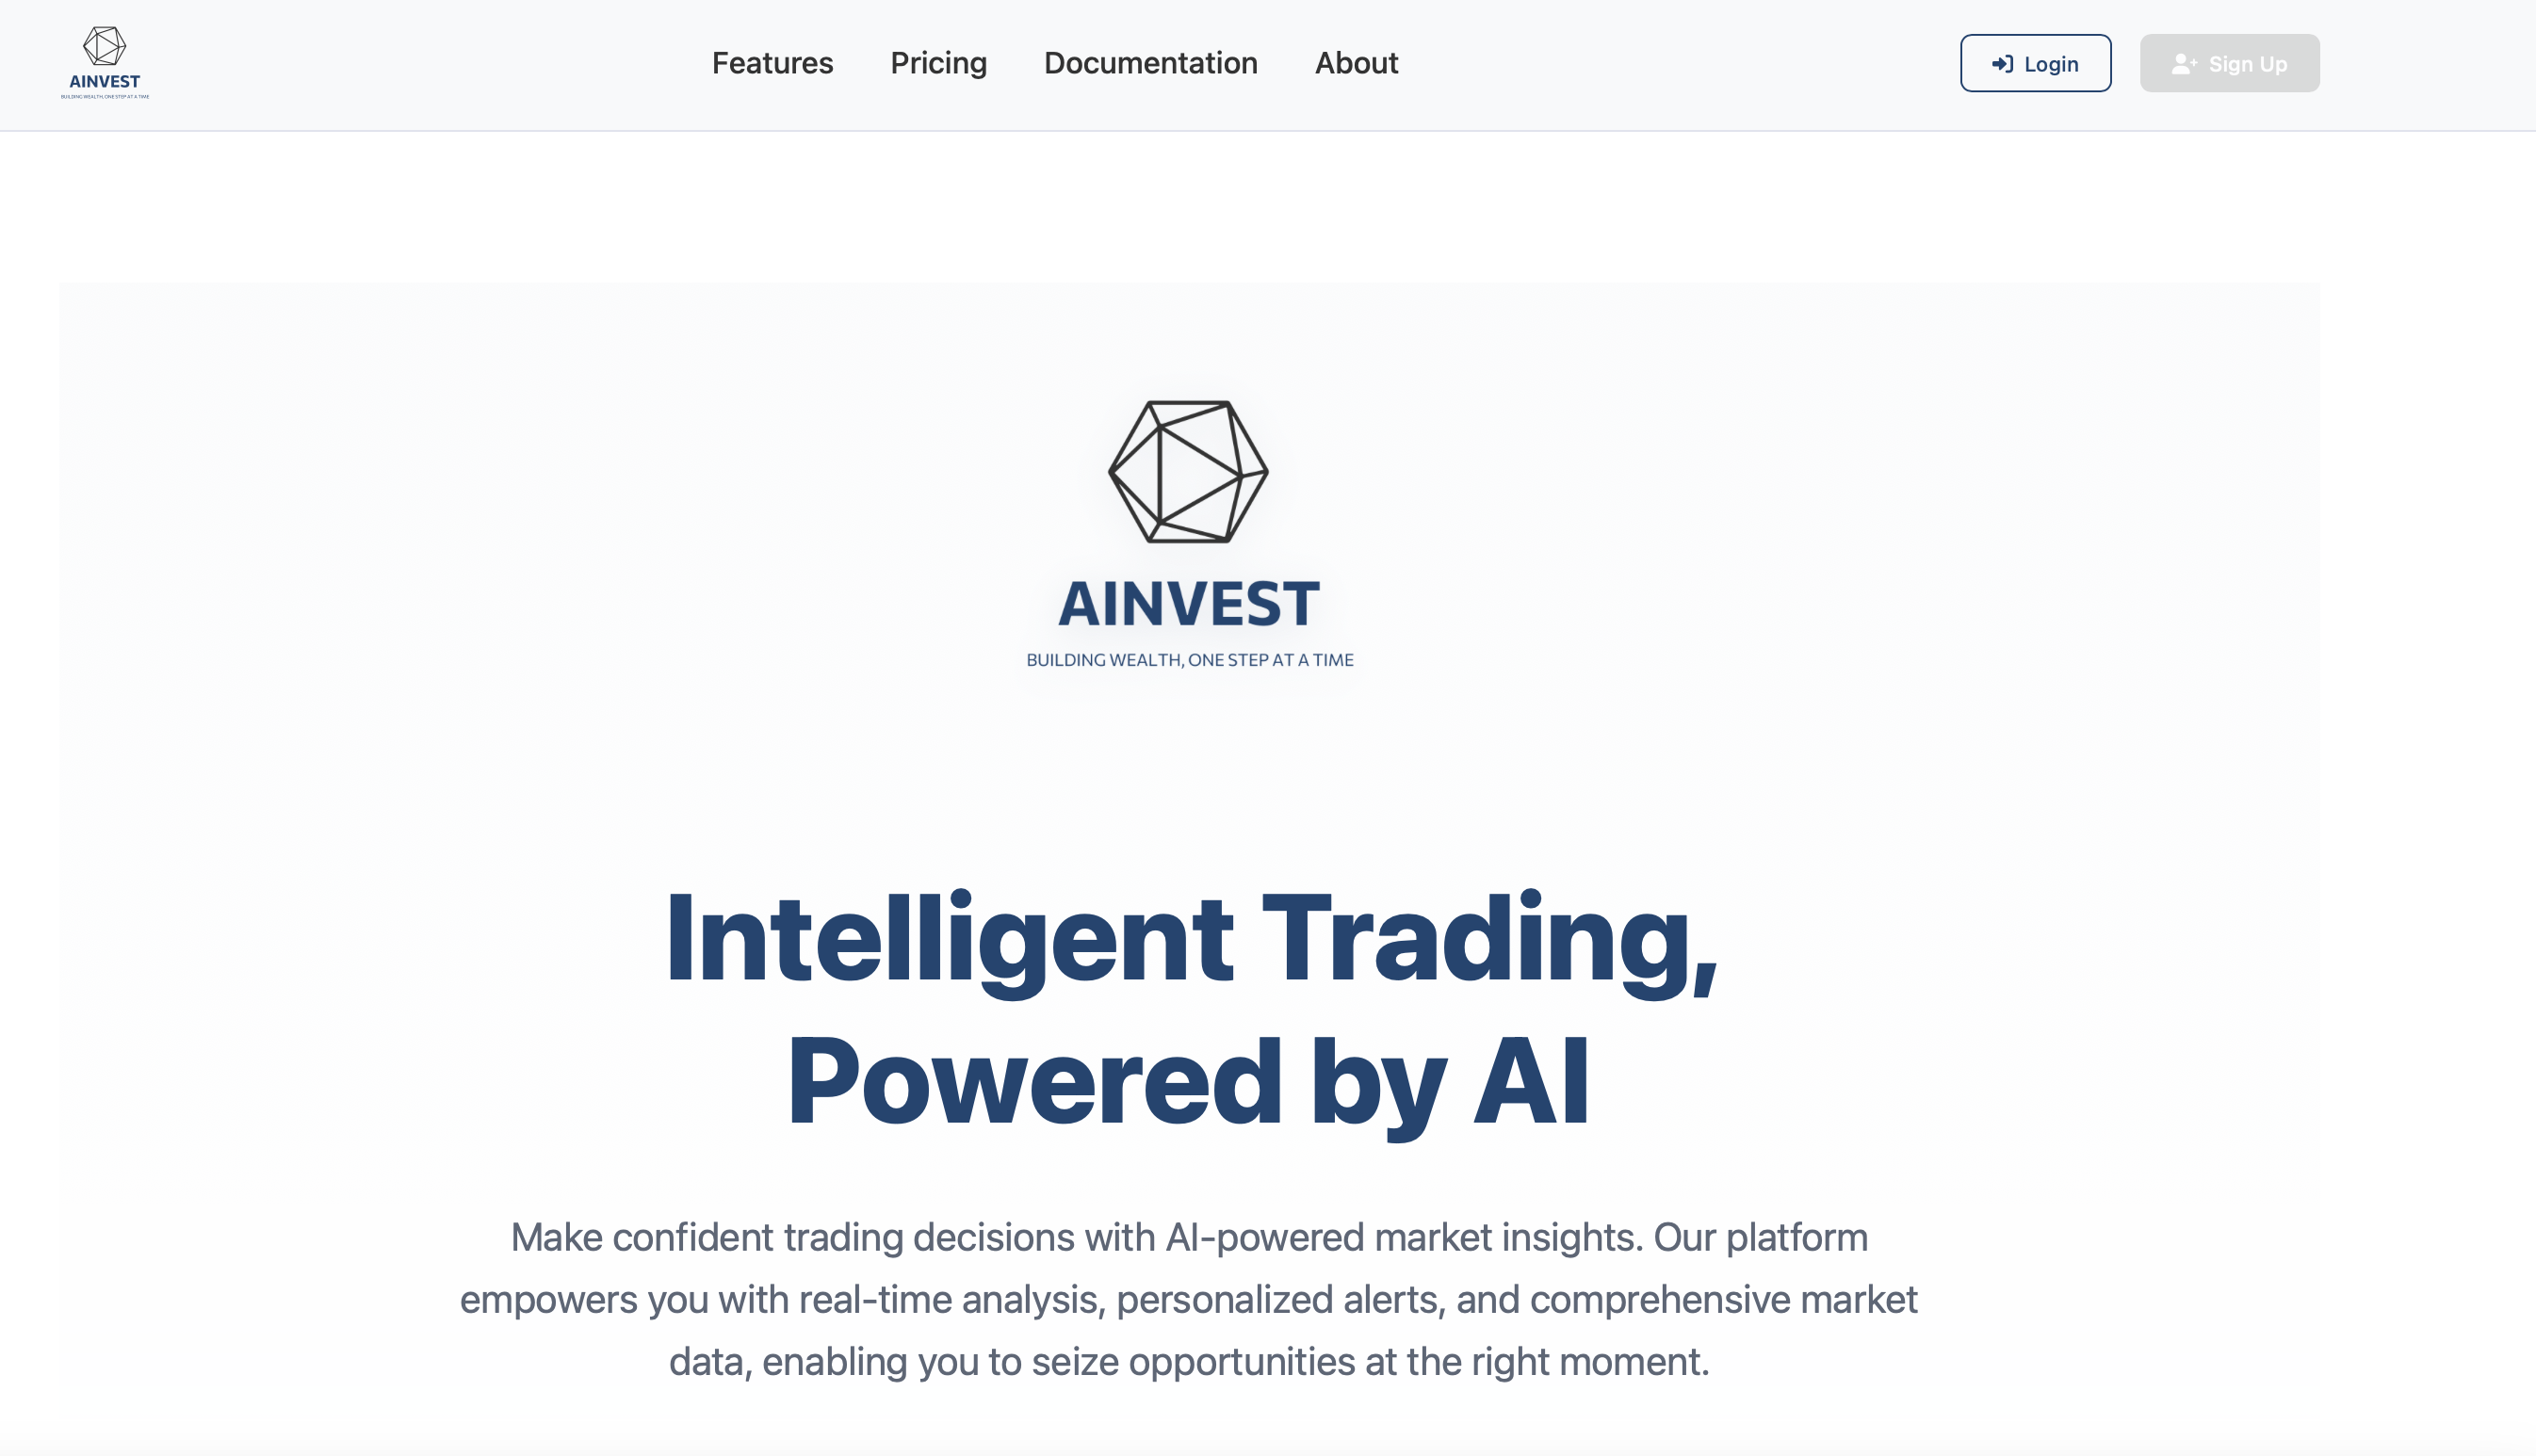 AINVEST
BUILDING WEALTH, ONE STEP AT A TIME
Features
Pricing
Documentation
About
Login
Sign Up
AINVEST
BUILDING WEALTH, ONE STEP AT A TIME
Intelligent Trading,
Powered by AI
Make confident trading decisions with AI-powered market insights. Our platform
empowers you with real-time analysis, personalized alerts, and comprehensive market
data, enabling you to seize opportunities at the right moment.